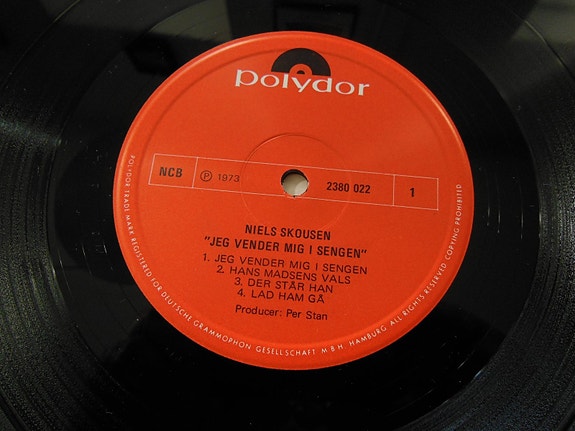 polydor
NCB
Ⓟ 1973
2380 022
1
NIELS SKOUSEN
"JEG VENDER MIG I SENGEN"
1. JEG VENDER MIG I SENGEN
2. HANS MADSENS VALS
3. DER STÅR HAN
4. LAD HAM GÅ
Producer: Per Stan
POLYDOR TRADE MARK REGISTERED FOR DEUTSCHE GRAMMOPHON GESELLSCHAFT M·B·H. HAMBURG ALL RIGHTS RESERVED COPYING PROHIBITED